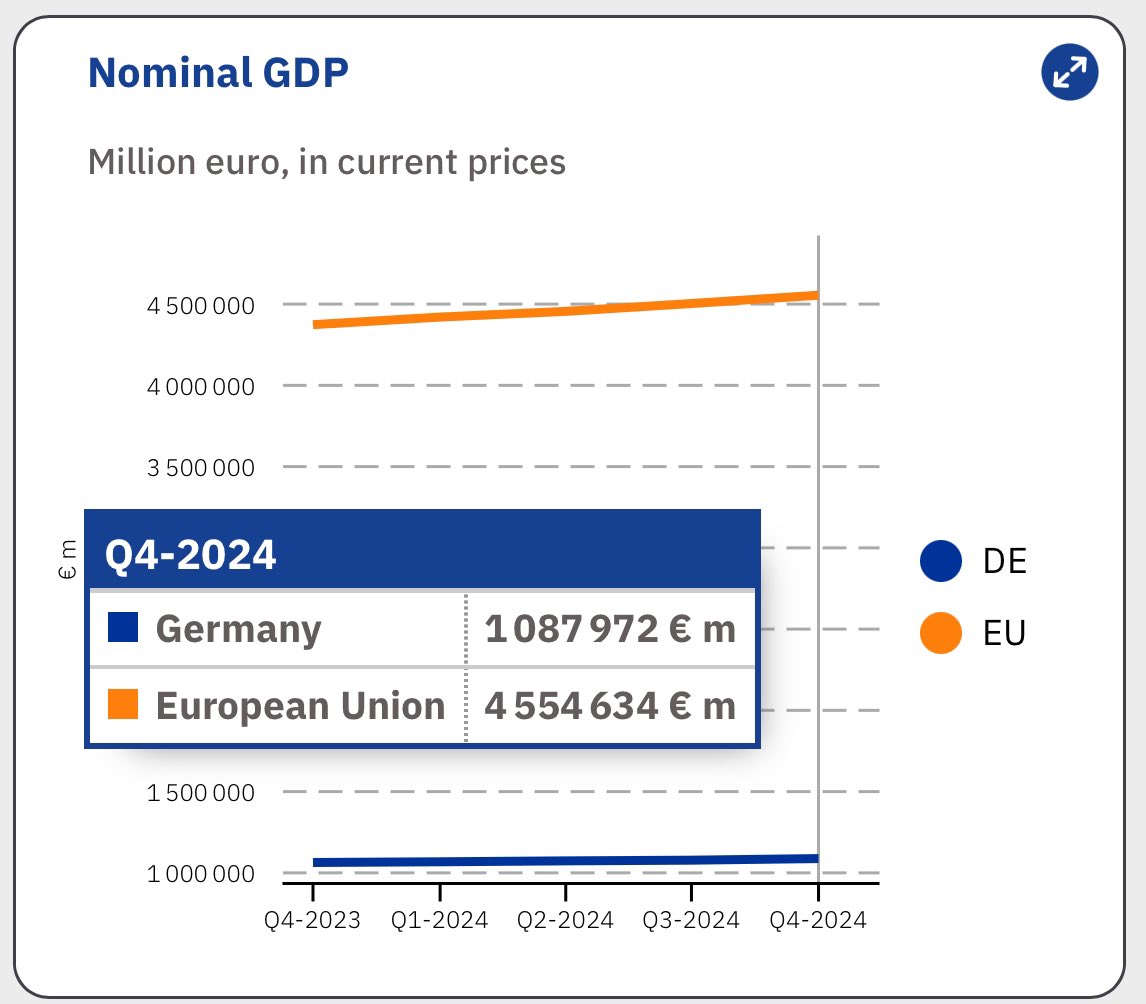 Nominal GDP
Million euro, in current prices
4 500 000
4 000 000
3 500 000
€ m
Q4-2024
Germany 1 087 972 € m
European Union 4 554 634 € m
DE
EU
1 500 000
1 000 000
Q4-2023 Q1-2024 Q2-2024 Q3-2024 Q4-2024